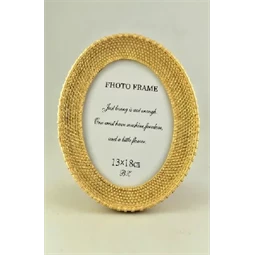 PHOTO FRAME
Just living is not enough.
One must have sunshine, freedom,
and a little flower.
13×18cm